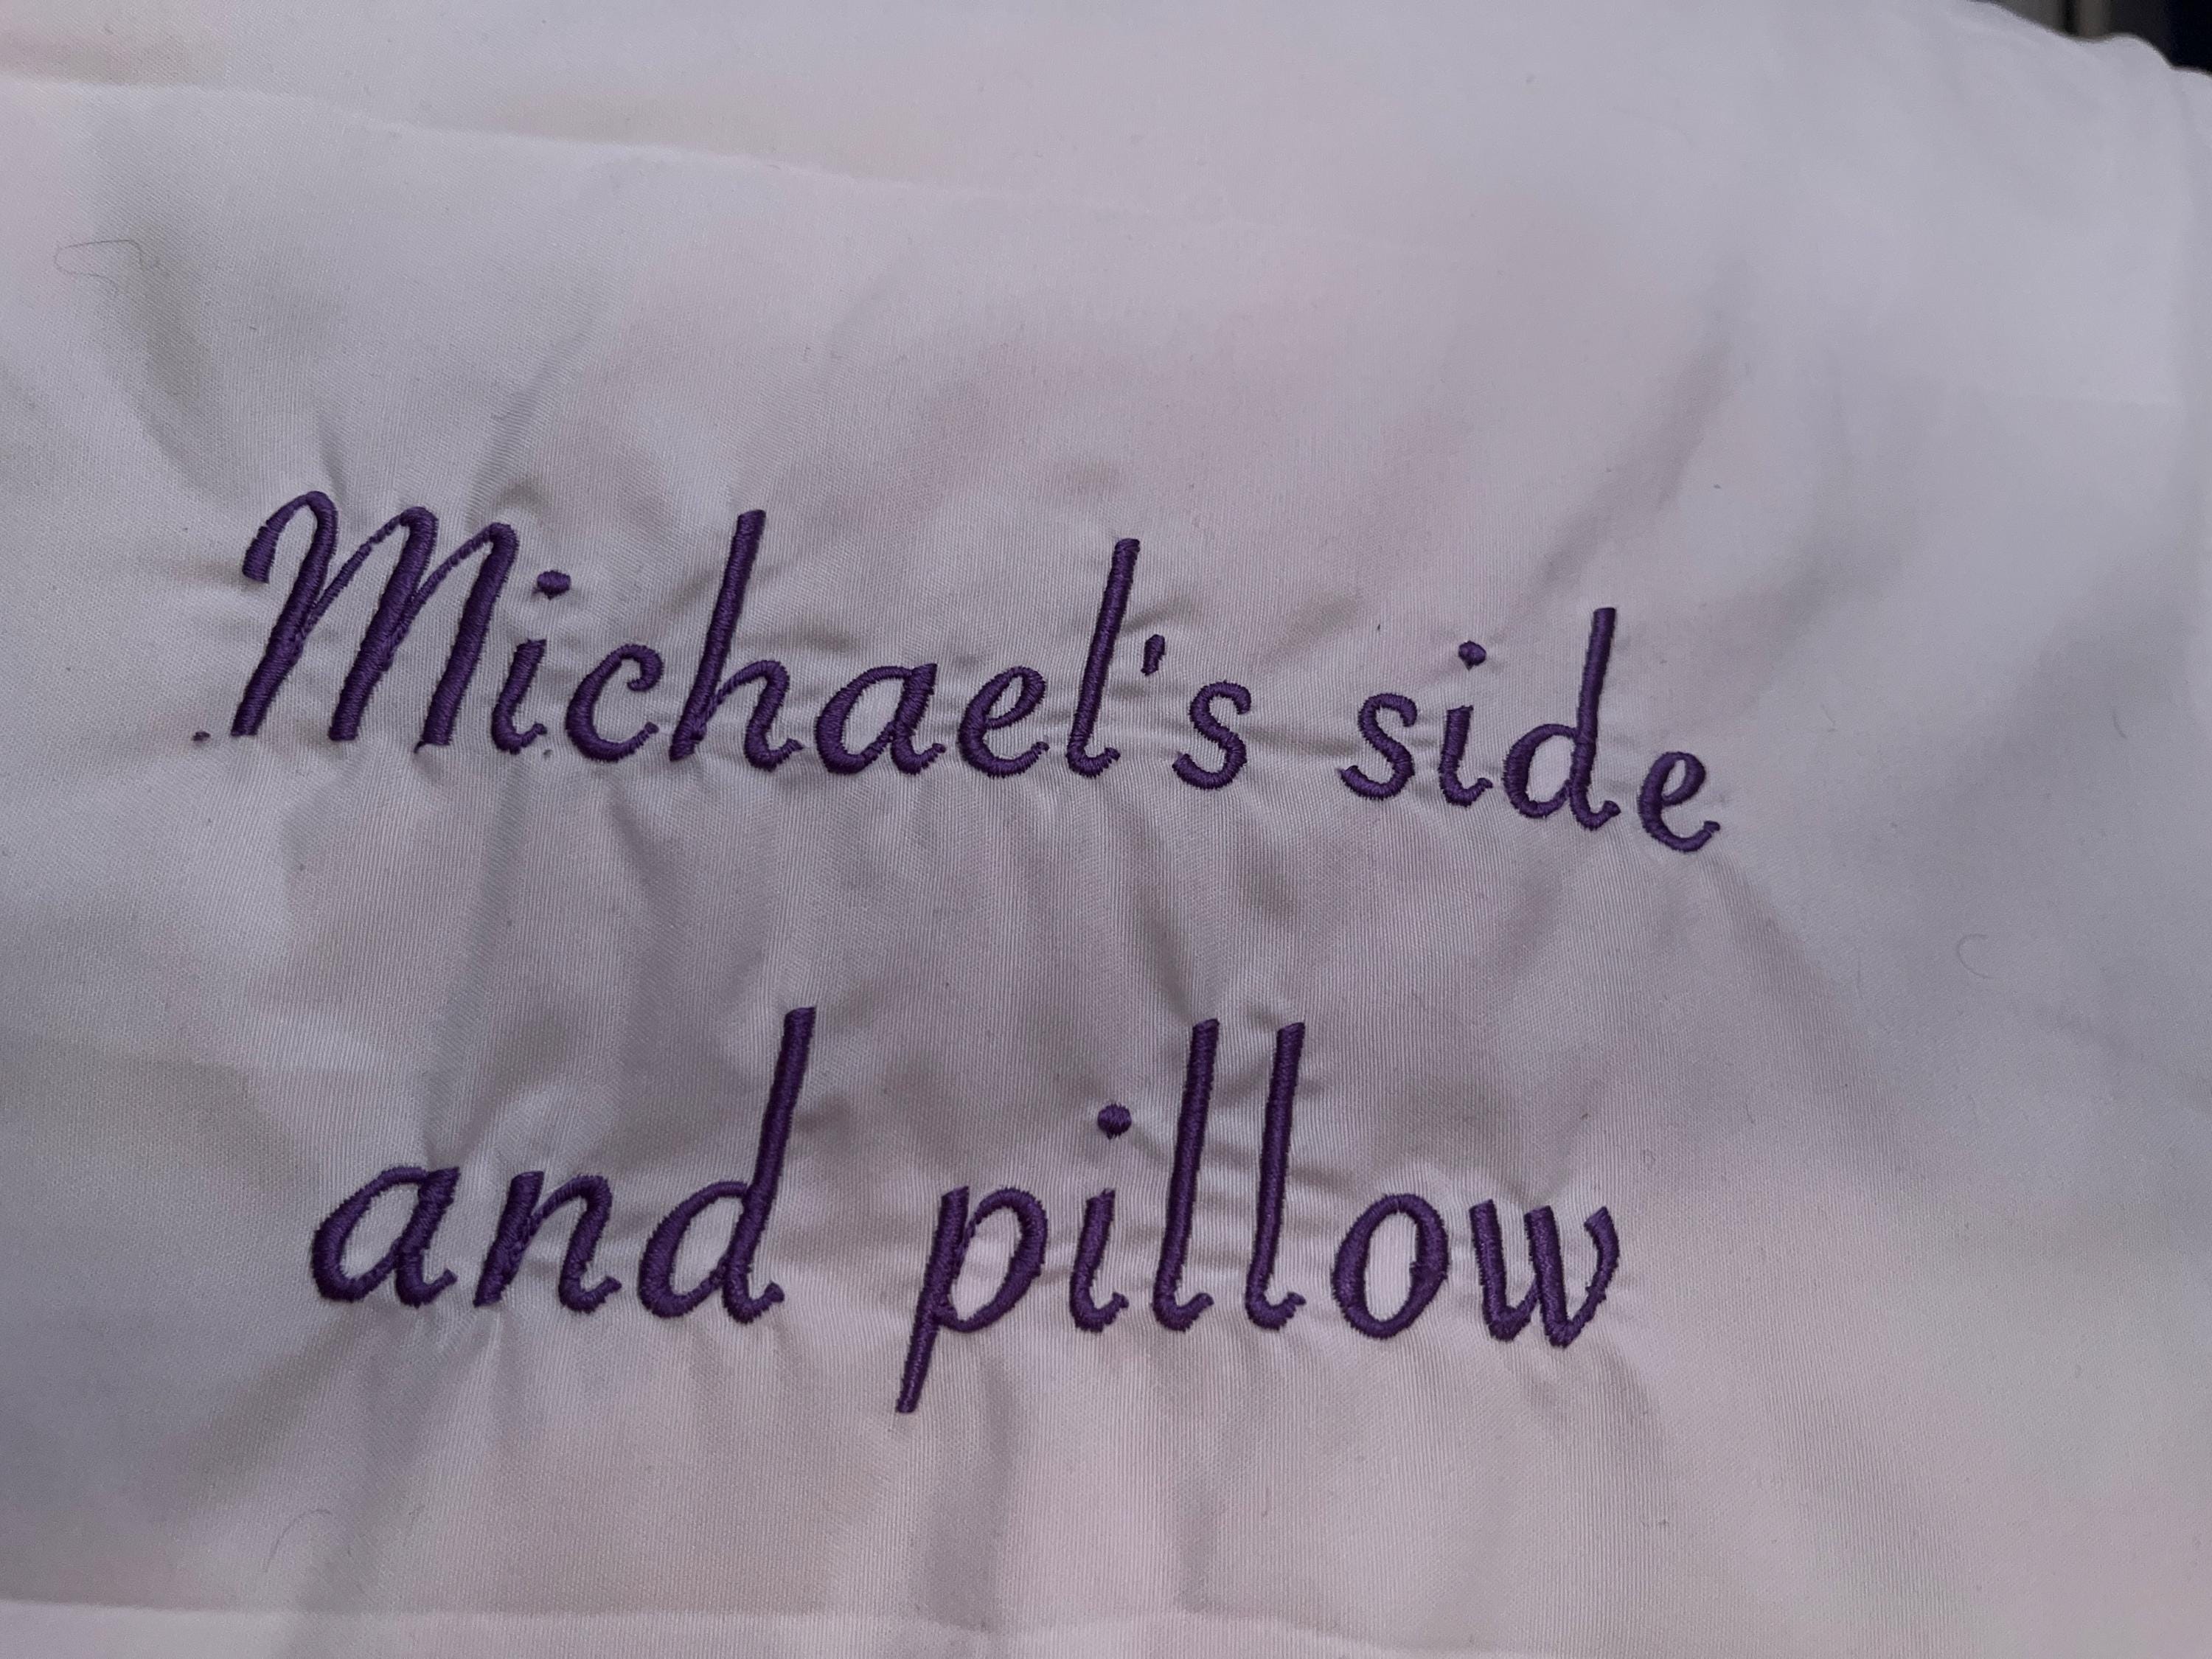 Michael's side
and pillow